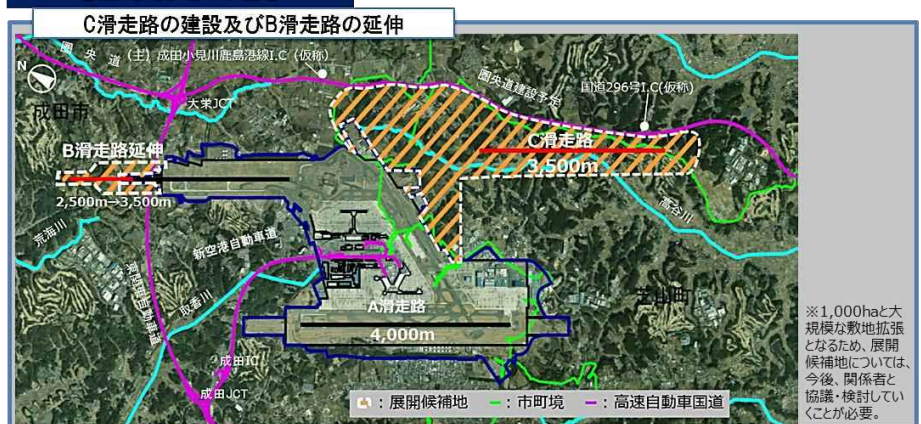 C滑走路の建設及びB滑走路の延伸
圏央道
(主)成田小見川鹿島港線I.C(仮称)
N
圏央道建設予定
国道296号I.C(仮称)
大栄JCT
成田市
C滑走路
3,500m
B滑走路延伸
2,500m→3,500m
高谷川
荒海川
新空港自動車道
東関東自動車道
取香川
芝山町
A滑走路
4,000m
成田IC
成田JCT
:展開候補地 :市町境 :高速自動車国道
※1,000haと大
規模な敷地拡張
となるため、展開
候補地については、
今後、関係者と
協議・検討してい
くことが必要。